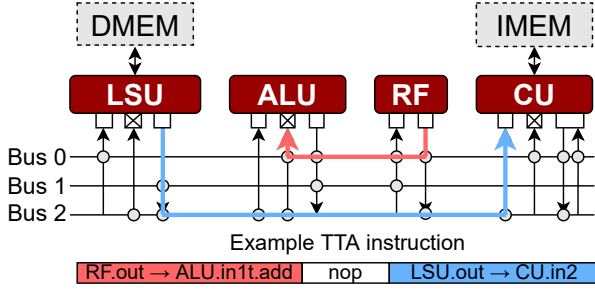 DMEM IMEM
LSU ALU RF CU
Bus 0
Bus 1
Bus 2
Example TTA instruction
RF.out → ALU.in1t.add nop LSU.out → CU.in2